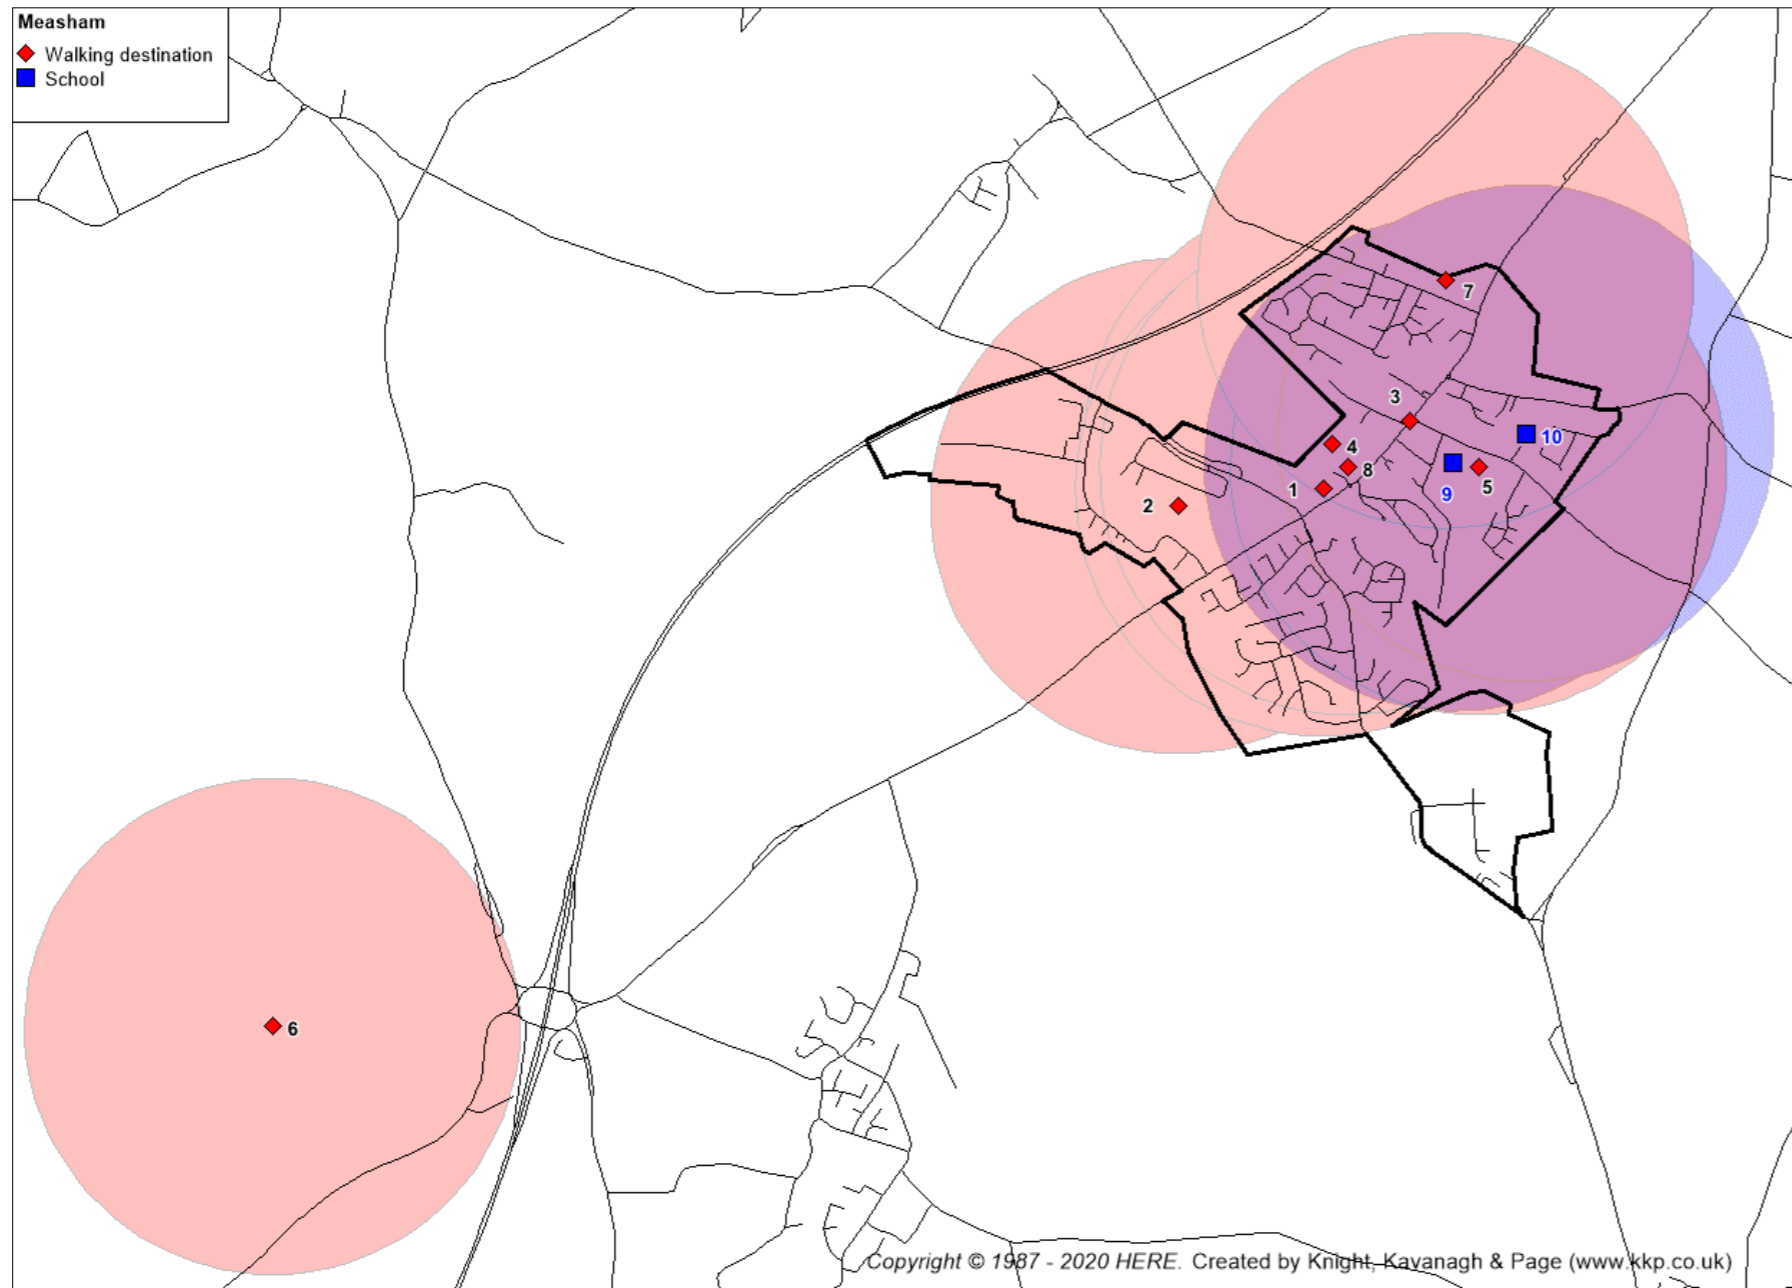 Measham
Walking destination
School
7
3
10
4
8
9
5
1
2
6
Copyright © 1987 - 2020 HERE. Created by Knight, Kavanagh & Page (www.kkp.co.uk)